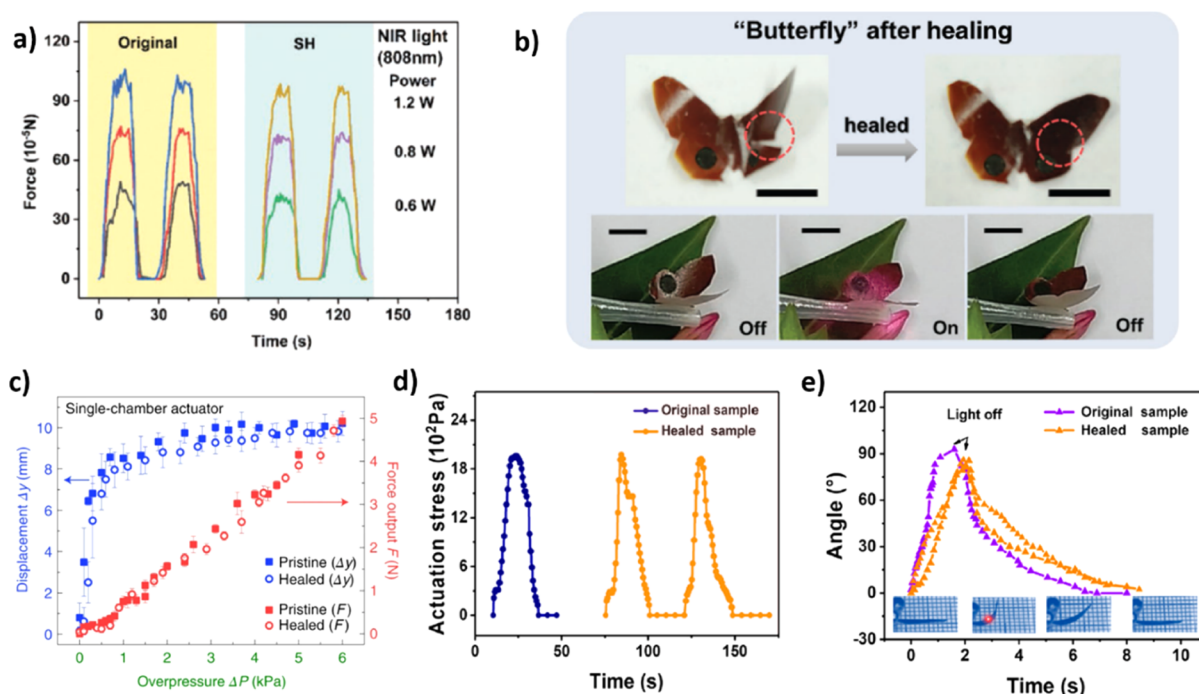 a)
Force (10⁻⁵N)
120
90
60
30
0
Original
SH
NIR light
(808nm)
Power
1.2 W
0.8 W
0.6 W
0 30 60 90 120 150 180
Time (s)
b)
"Butterfly" after healing
healed
Off
On
Off
c)
Single-chamber actuator
Displacement Δy (mm)
10
8
6
4
2
0
Force output F (N)
5
4
3
2
1
0
Pristine (Δy)
Healed (Δy)
Pristine (F)
Healed (F)
0 1 2 3 4 5 6
Overpressure ΔP (kPa)
d)
Actuation stress (10²Pa)
24
18
12
6
0
Original sample
Healed sample
50 100 150
Time (s)
e)
Angle (°)
120
90
60
30
0
-30
Light off
Original sample
Healed sample
0 2 4 6 8 10
Time (s)